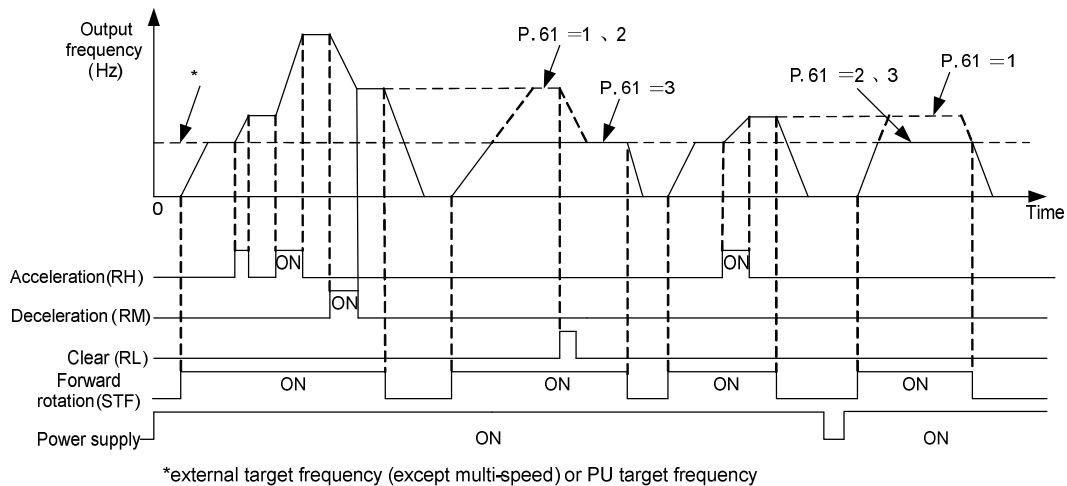 Output
frequency
(Hz)
*
P.61 =1、2
P.61 =3
P.61 =2、3
P.61 =1
0
Time
Acceleration(RH)
ON
ON
Deceleration (RM)
ON
Clear (RL)
Forward
rotation(STF)
ON
ON
ON
ON
Power supply
ON
ON
*external target frequency (except multi-speed) or PU target frequency